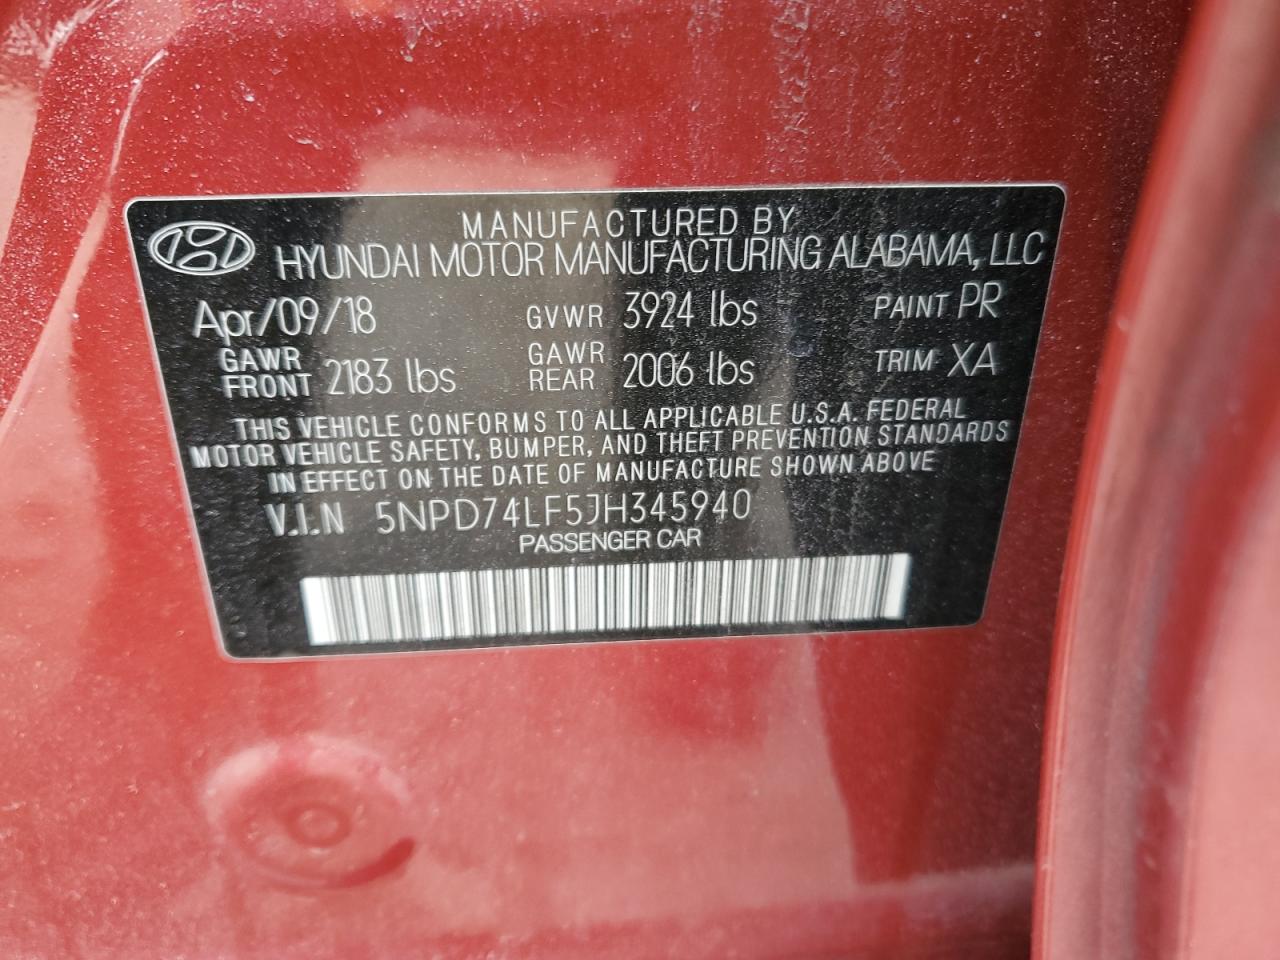 MANUFACTURED BY
HYUNDAI MOTOR MANUFACTURING ALABAMA, LLC
Apr/09/18 GVWR 3924 lbs PAINT PR
GAWR FRONT 2183 lbs GAWR REAR 2006 lbs TRIM XA
THIS VEHICLE CONFORMS TO ALL APPLICABLE U.S.A. FEDERAL
MOTOR VEHICLE SAFETY, BUMPER, AND THEFT PREVENTION STANDARDS
IN EFFECT ON THE DATE OF MANUFACTURE SHOWN ABOVE
V.I.N 5NPD74LF5JH345940
PASSENGER CAR